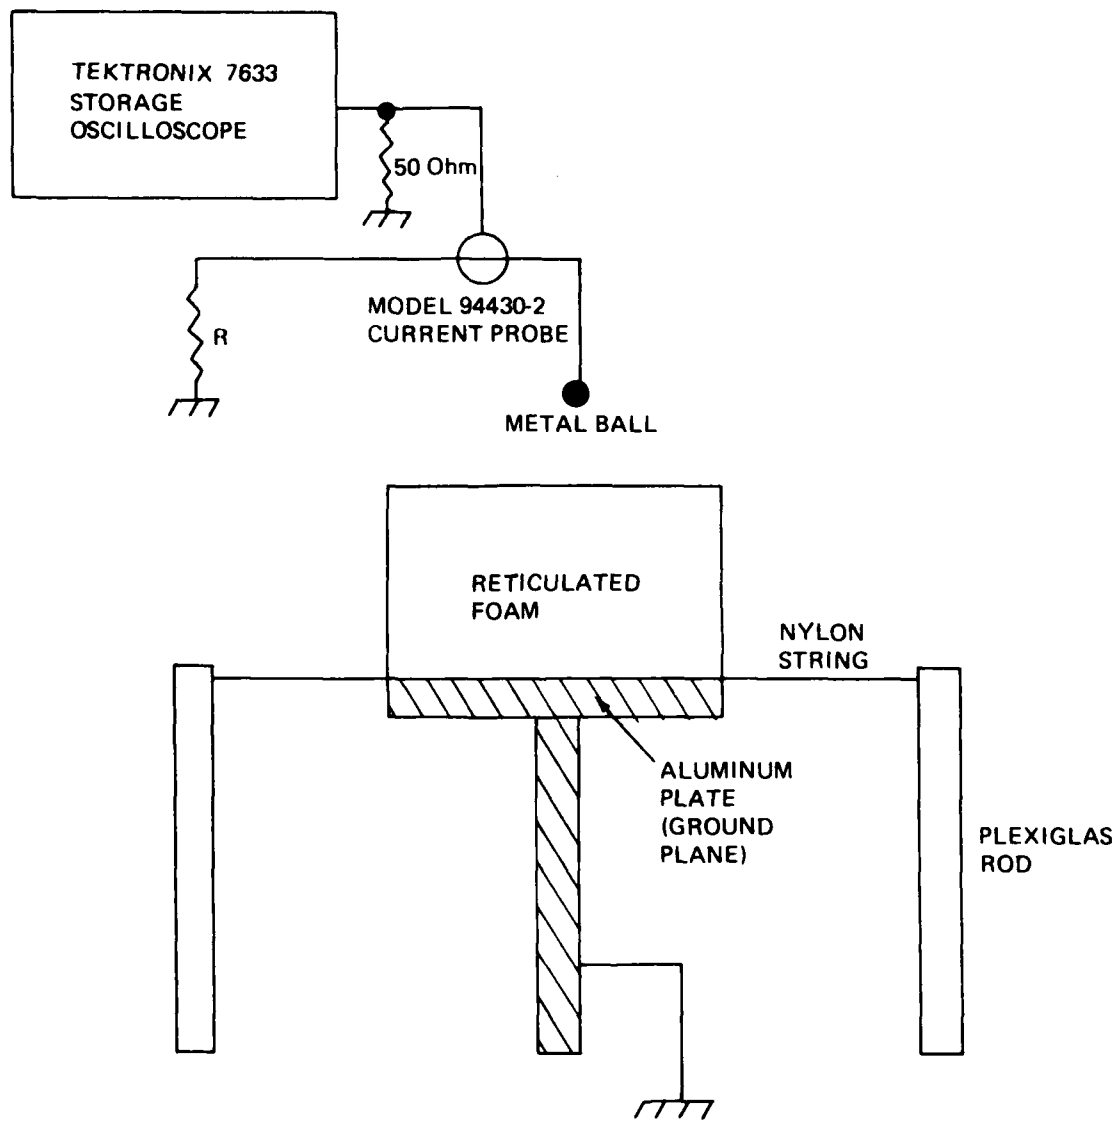 TEKTRONIX 7633
STORAGE
OSCILLOSCOPE
50 Ohm
R
MODEL 94430-2
CURRENT PROBE
METAL BALL
RETICULATED
FOAM
NYLON
STRING
ALUMINUM
PLATE
(GROUND
PLANE)
PLEXIGLAS
ROD